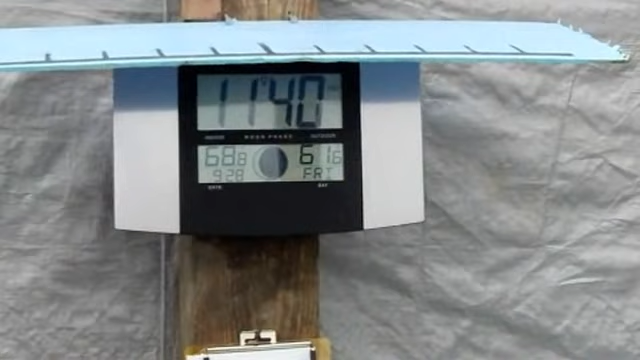 11:40
INDOOR MOON PHASE OUTDOOR
68.8 61.6
9/28 FRI
DATE DAY